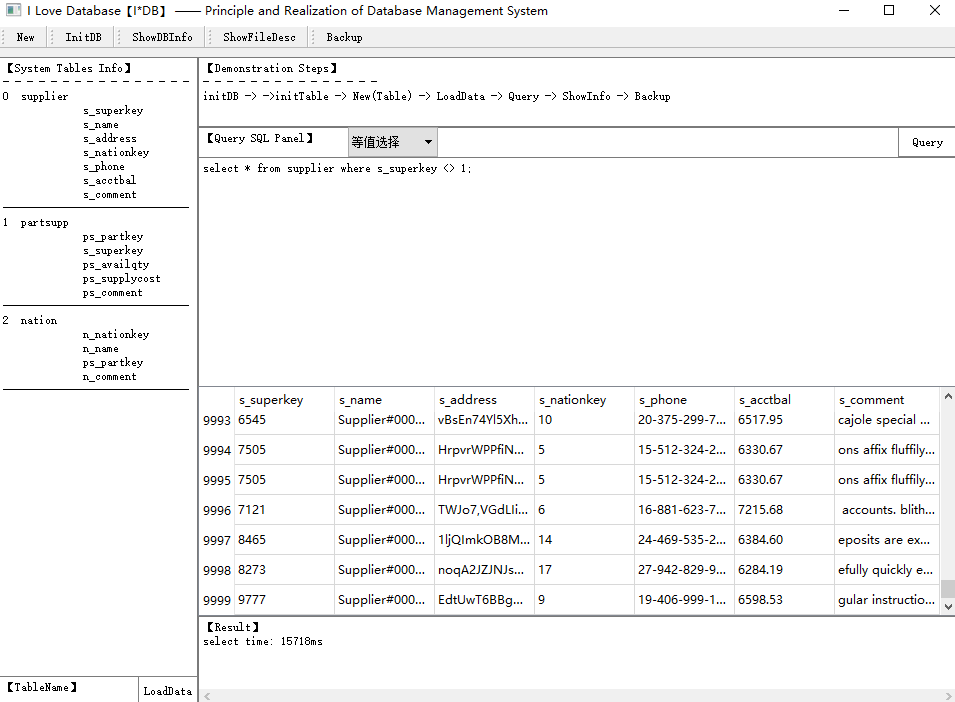 I Love Database【I*DB】 —— Principle and Realization of Database Management System
New InitDB ShowDBInfo ShowFileDesc Backup
【System Tables Info】
- - - - - - - - - - - - - - - -
0 supplier
s_superkey
s_name
s_address
s_nationkey
s_phone
s_acctbal
s_comment
1 partsupp
ps_partkey
s_superkey
ps_availqty
ps_supplycost
ps_comment
2 nation
n_nationkey
n_name
ps_partkey
n_comment
【TableName】 LoadData
【Demonstration Steps】
- - - - - - - - - - - - - - -
initDB -> ->initTable -> New(Table) -> LoadData -> Query -> ShowInfo -> Backup
【Query SQL Panel】 等值选择 Query
select * from supplier where s_superkey <> 1;
s_superkey s_name s_address s_nationkey s_phone s_acctbal s_comment
9993 6545 Supplier#000... vBsEn74Yl5Xh... 10 20-375-299-7... 6517.95 cajole special ...
9994 7505 Supplier#000... HrpvrWPPfiN... 5 15-512-324-2... 6330.67 ons affix fluffily...
9995 7505 Supplier#000... HrpvrWPPfiN... 5 15-512-324-2... 6330.67 ons affix fluffily...
9996 7121 Supplier#000... TWJo7,VGdLIi... 6 16-881-623-7... 7215.68 accounts. blith...
9997 8465 Supplier#000... 1ljQImkOB8M... 14 24-469-535-2... 6384.60 eposits are ex...
9998 8273 Supplier#000... noqA2JZJNJs... 17 27-942-829-9... 6284.19 efully quickly e...
9999 9777 Supplier#000... EdtUwT6BBg... 9 19-406-999-1... 6598.53 gular instructio...
【Result】
select time: 15718ms